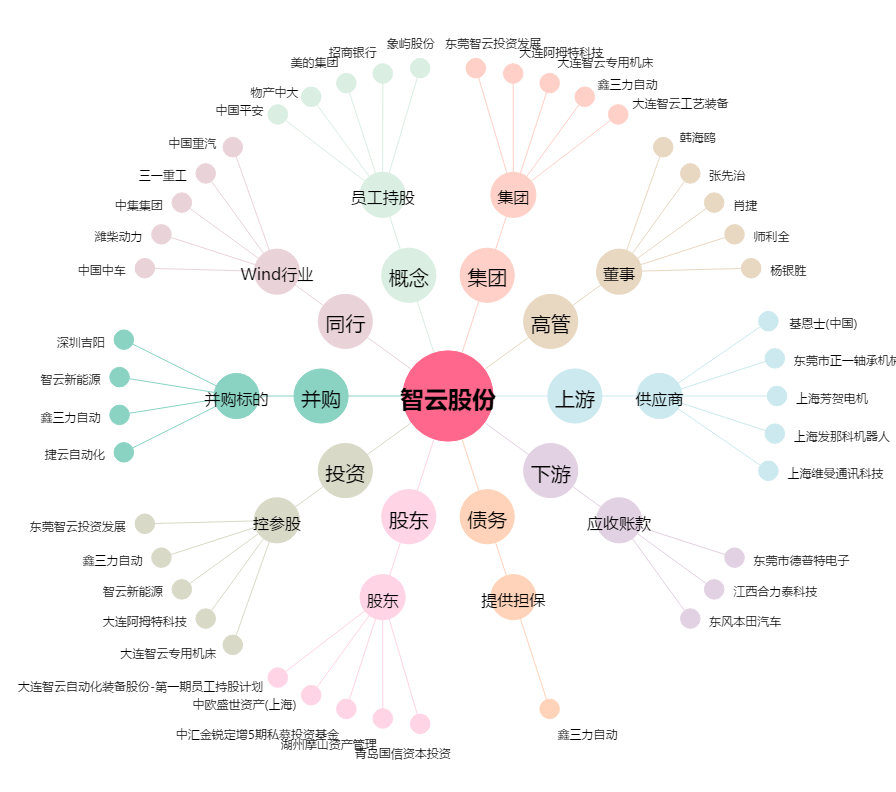 象屿股份
东莞智云投资发展
招商银行
大连阿拇特科技
美的集团
大连智云专用机床
物产中大
鑫三力自动
中国平安
大连智云工艺装备
中国重汽
韩海鸥
三一重工
张先治
员工持股
集团
中集集团
肖捷
潍柴动力
师利全
中国中车
Wind行业
概念
集团
董事
杨银胜
同行
高管
基恩士(中国)
深圳吉阳
东莞市正一轴承机械
智云新能源
并购标的
并购
智云股份
上游
供应商
上海芳贺电机
鑫三力自动
上海发那科机器人
捷云自动化
投资
下游
上海维曼通讯科技
东莞智云投资发展
控参股
股东
债务
应收账款
鑫三力自动
东莞市德普特电子
智云新能源
股东
提供担保
江西合力泰科技
大连阿拇特科技
东风本田汽车
大连智云专用机床
大连智云自动化装备股份-第一期员工持股计划
中欧盛世资产(上海)
中汇金锐定增5期私募投资基金
湖州摩山资产管理
青岛国信资本投资
鑫三力自动